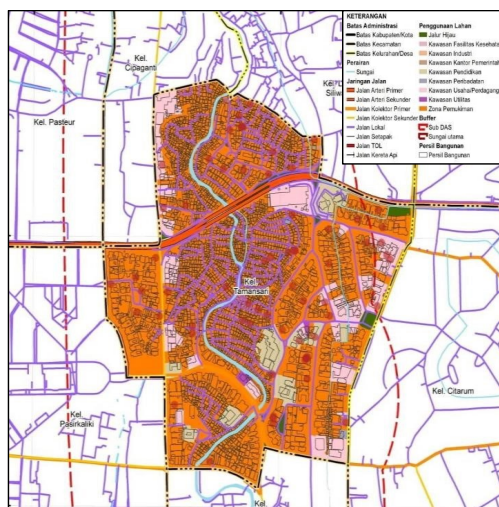 KETERANGAN
Batas Administrasi
Batas Kabupaten/Kota
Batas Kecamatan
Batas Kelurahan/Desa
Perairan
Sungai
Jaringan Jalan
Jalan Arteri Primer
Jalan Arteri Sekunder
Jalan Kolektor Primer
Jalan Kolektor Sekunder
Jalan Lokal
Jalan Setapak
Jalan TOL
Jalan Kereta Api
Penggunaan Lahan
Jalur Hijau
Kawasan Fasilitas Kesehata
Kawasan Industri
Kawasan Kantor Pemerintat
Kawasan Pendidikan
Kawasan Peribadatan
Kawasan Usaha/Perdagang
Kawasan Utilitas
Zona Pemukiman
Buffer
Sub DAS
Sungai utama
Persil Bangunan
Persil Bangunan
Kel.
Cipaganti
Kel.
Siliw
Kel. Pasteur
Kel.
Tamansari
Kel. Citarum
Kel.
Pasirkaliki
Kel.